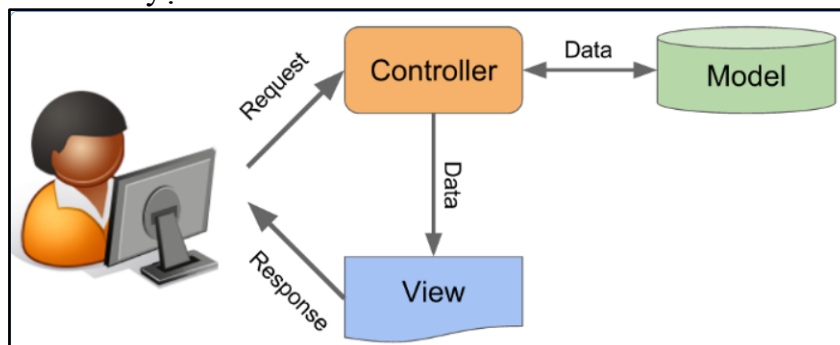 Request
Controller
Data
Model
Data
Response
View